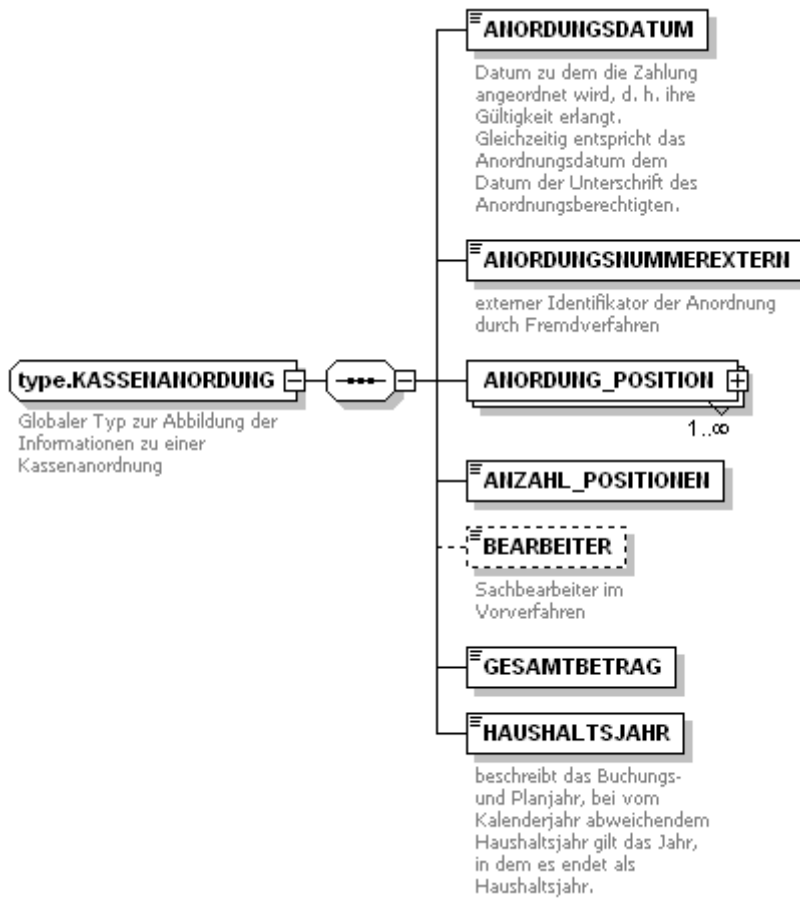 ANORDUNGSDATUM
Datum zu dem die Zahlung
angeordnet wird, d. h. ihre
Gültigkeit erlangt.
Gleichzeitig entspricht das
Anordnungsdatum dem
Datum der Unterschrift des
Anordnungsberechtigten.
ANORDUNGSNUMMEREXTERN
externer Identifikator der Anordnung
durch Fremdverfahren
type.KASSENANORDUNG
Globaler Typ zur Abbildung der
Informationen zu einer
Kassenanordnung
ANORDUNG_POSITION
1..∞
ANZAHL_POSITIONEN
BEARBEITER
Sachbearbeiter im
Vorverfahren
GESAMTBETRAG
HAUSHALTSJAHR
beschreibt das Buchungs-
und Planjahr, bei vom
Kalenderjahr abweichendem
Haushaltsjahr gilt das Jahr,
in dem es endet als
Haushaltsjahr.